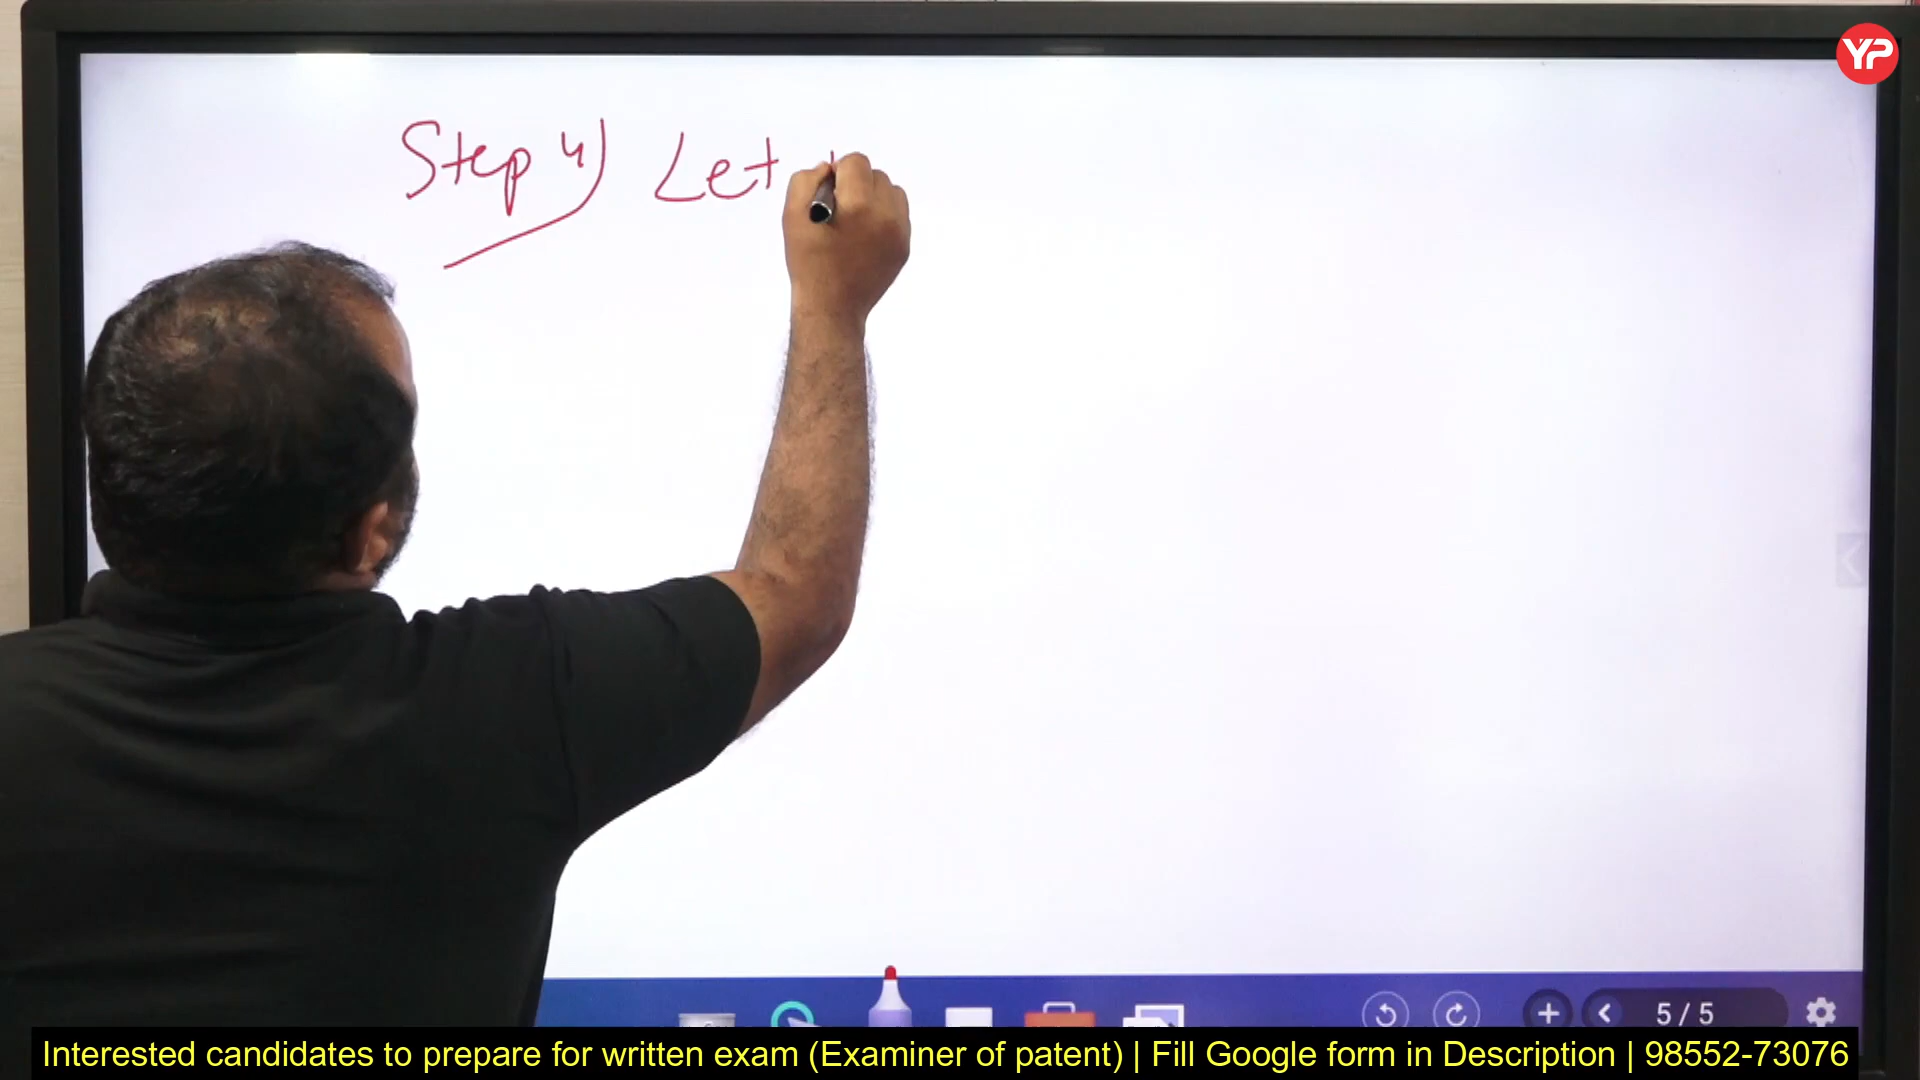 YP
Step 4) Let t
5/5
Interested candidates to prepare for written exam (Examiner of patent) | Fill Google form in Description | 98552-73076